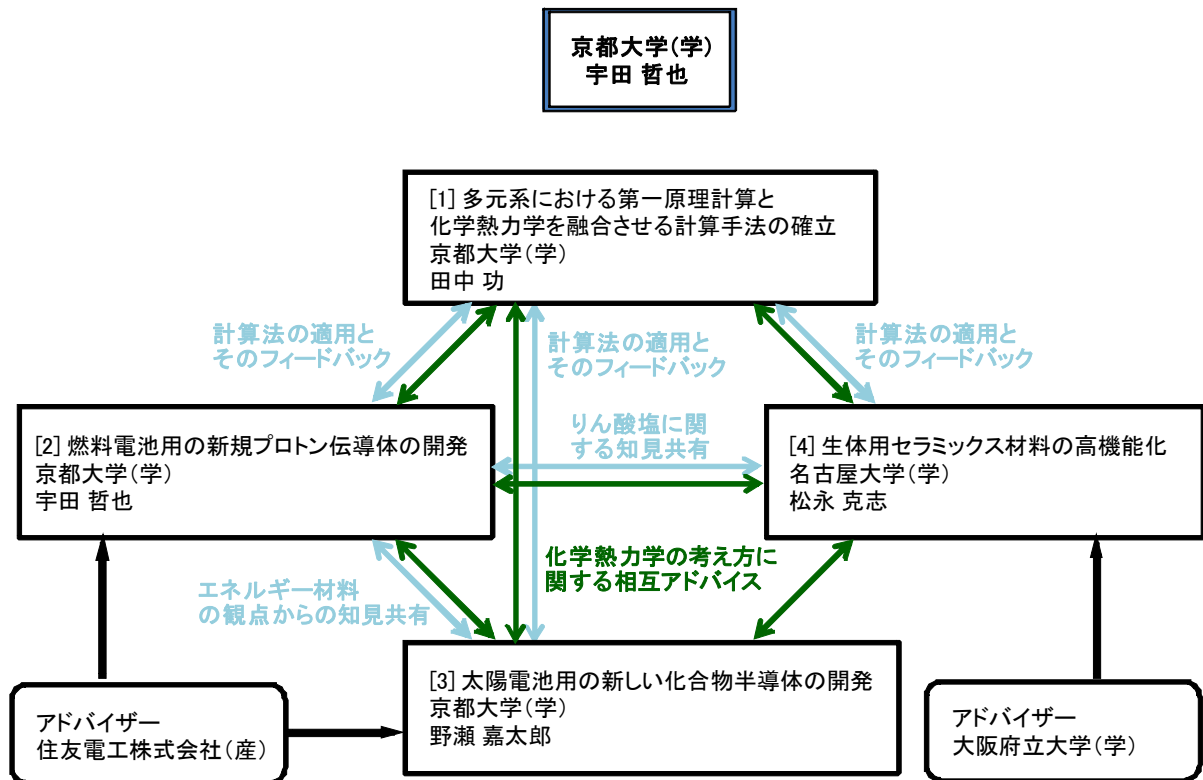 京都大学(学)
宇田 哲也
[1] 多元系における第一原理計算と
化学熱力学を融合させる計算手法の確立
京都大学(学)
田中 功
計算法の適用と
そのフィードバック
計算法の適用と
そのフィードバック
計算法の適用と
そのフィードバック
[2] 燃料電池用の新規プロトン伝導体の開発
京都大学(学)
宇田 哲也
りん酸塩に関
する知見共有
[4] 生体用セラミックス材料の高機能化
名古屋大学(学)
松永 克志
エネルギー材料
の観点からの知見共有
化学熱力学の考え方に
関する相互アドバイス
[3] 太陽電池用の新しい化合物半導体の開発
京都大学(学)
野瀬 嘉太郎
アドバイザー
住友電工株式会社(産)
アドバイザー
大阪府立大学(学)